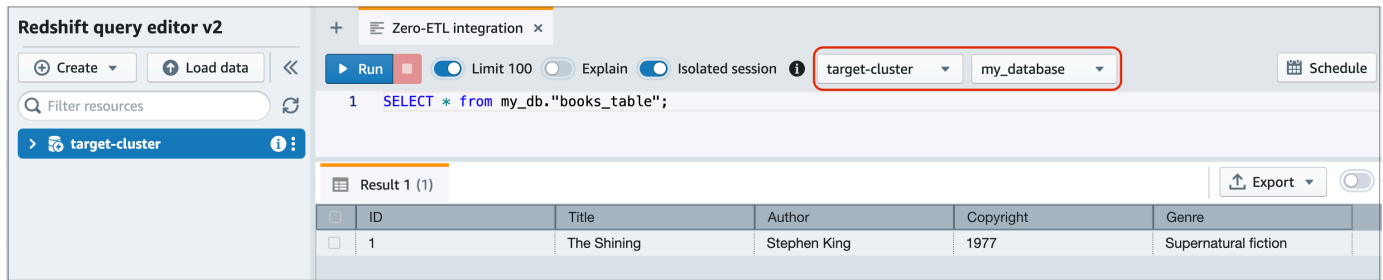 Redshift query editor v2
Create
Load data
Filter resources
target-cluster
+ Zero-ETL integration ×
Run Limit 100 Explain Isolated session target-cluster my_database Schedule
1 SELECT * from my_db."books_table";
Result 1 (1) Export
ID Title Author Copyright Genre
1 The Shining Stephen King 1977 Supernatural fiction